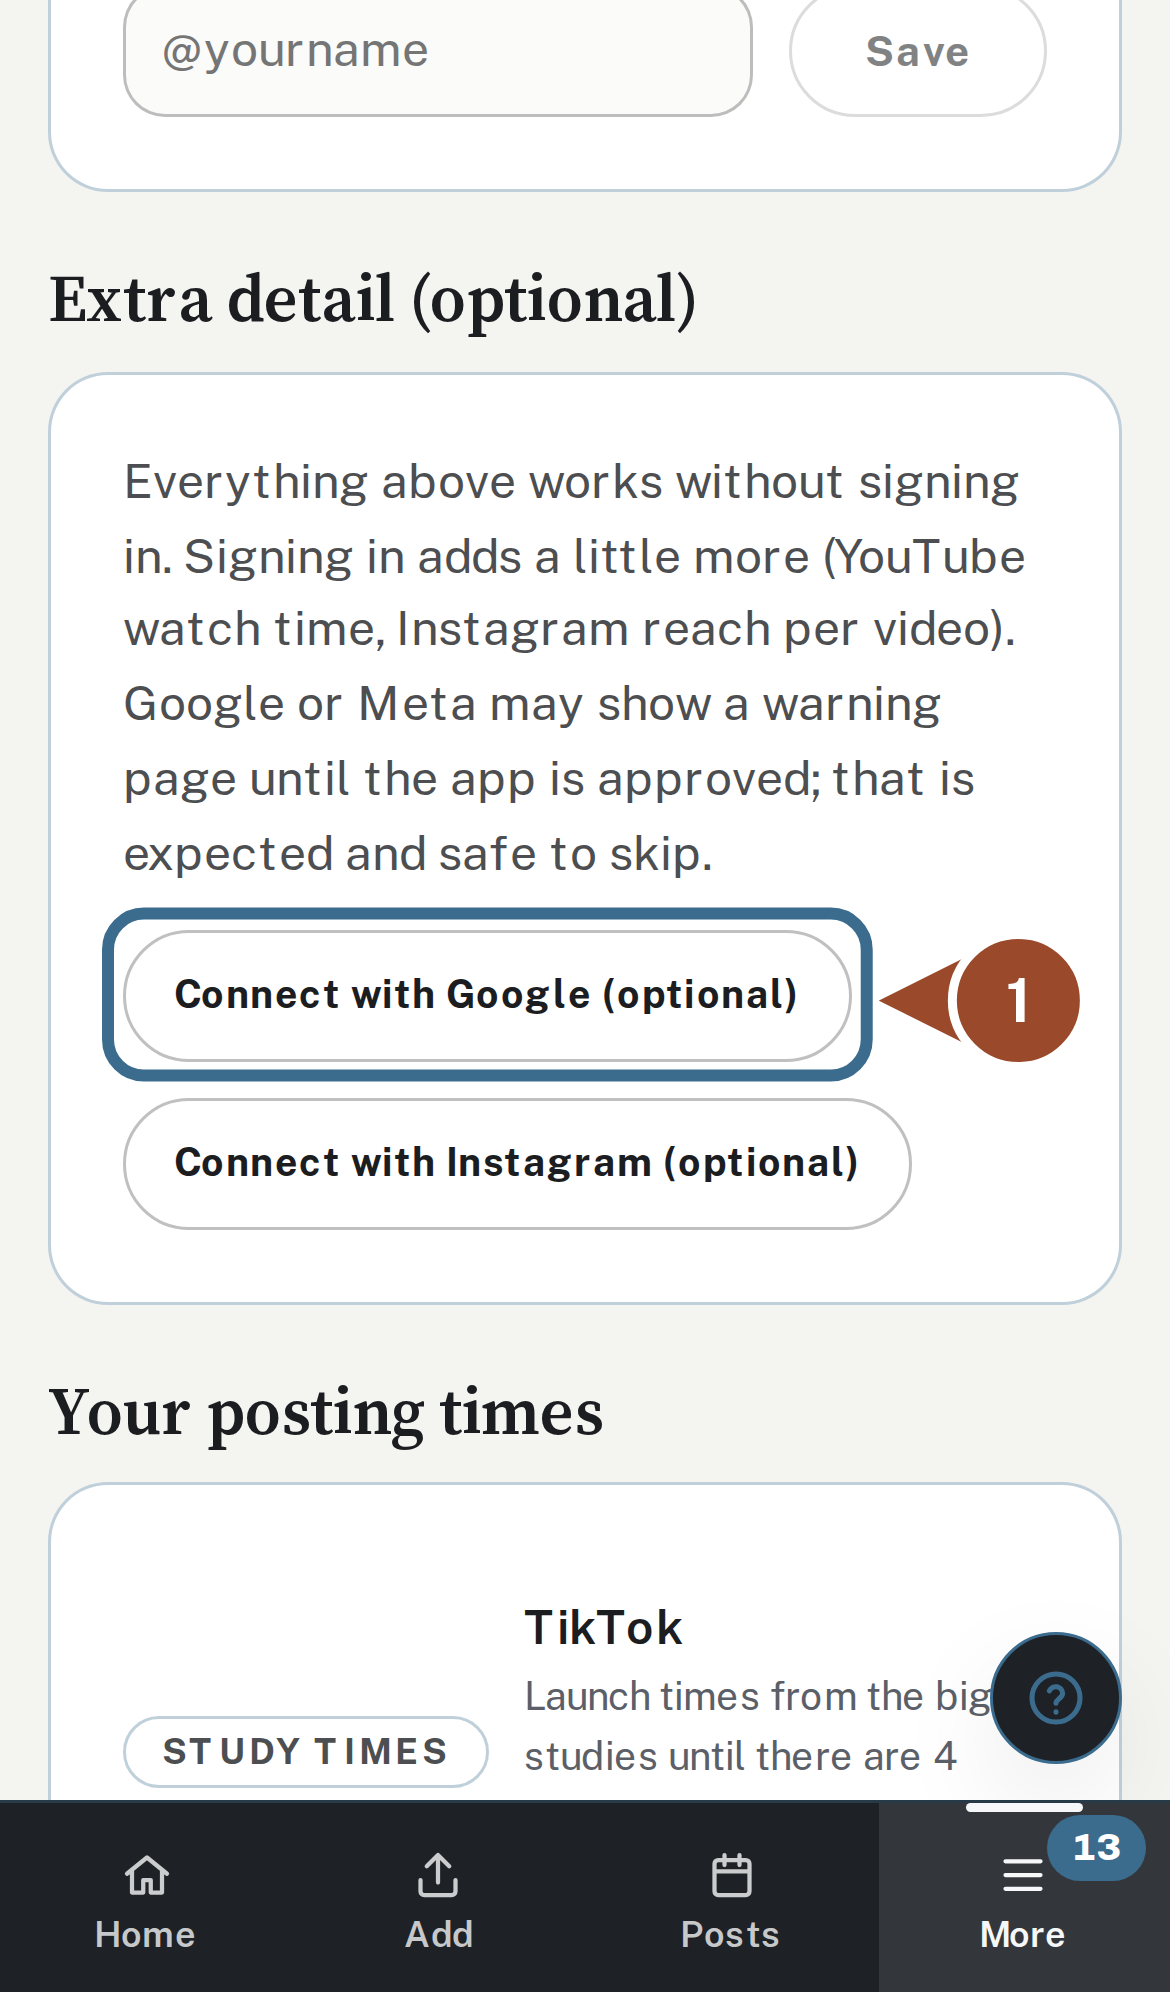 @yourname
Save
Extra detail (optional)
Everything above works without signing
in. Signing in adds a little more (YouTube
watch time, Instagram reach per video).
Google or Meta may show a warning
page until the app is approved; that is
expected and safe to skip.
Connect with Google (optional)
1
Connect with Instagram (optional)
Your posting times
TikTok
Launch times from the big
studies until there are 4
STUDY TIMES
13
Home
Add
Posts
More